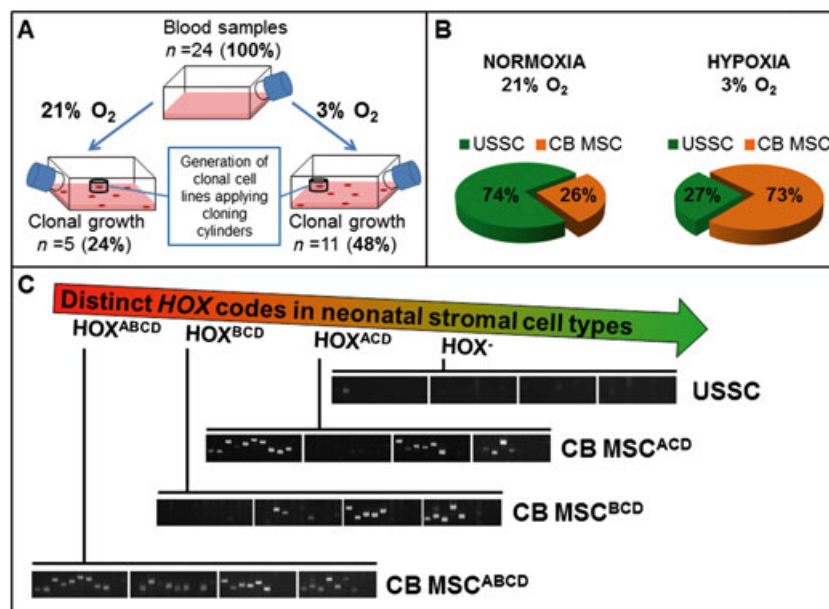 A
Blood samples
n =24 (100%)
21% O₂
3% O₂
Generation of
clonal cell
lines applying
cloning
cylinders
Clonal growth
n =5 (24%)
Clonal growth
n =11 (48%)
B
NORMOXIA
21% O₂
USSC CB MSC
74%
26%
HYPOXIA
3% O₂
USSC CB MSC
27%
73%
C
Distinct HOX codes in neonatal stromal cell types
HOXᴬᴮᶜᴰ
HOXᴮᶜᴰ
HOXᴬᶜᴰ
HOX⁻
USSC
CB MSCᴬᶜᴰ
CB MSCᴮᶜᴰ
CB MSCᴬᴮᶜᴰ